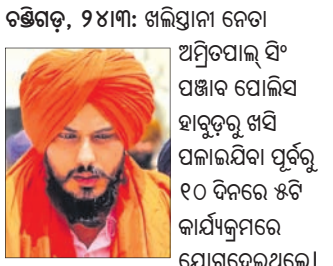 ଚଣ୍ଡିଗଡ଼, ୨୪ା୩: ଖଲିସ୍ତାନୀ ନେତା
ଅମ୍ରିତପାଲ୍ ସିଂ
ପଞ୍ଜାବ ପୋଲିସ
ହାବୁଡ଼ରୁ ଖସି
ପଳାଇଯିବା ପୂର୍ବରୁ
୧୦ ଦିନରେ ୫ଟି
କାର୍ଯ୍ୟକ୍ରମରେ
ଯୋଗଦେଇଥିଲେ।